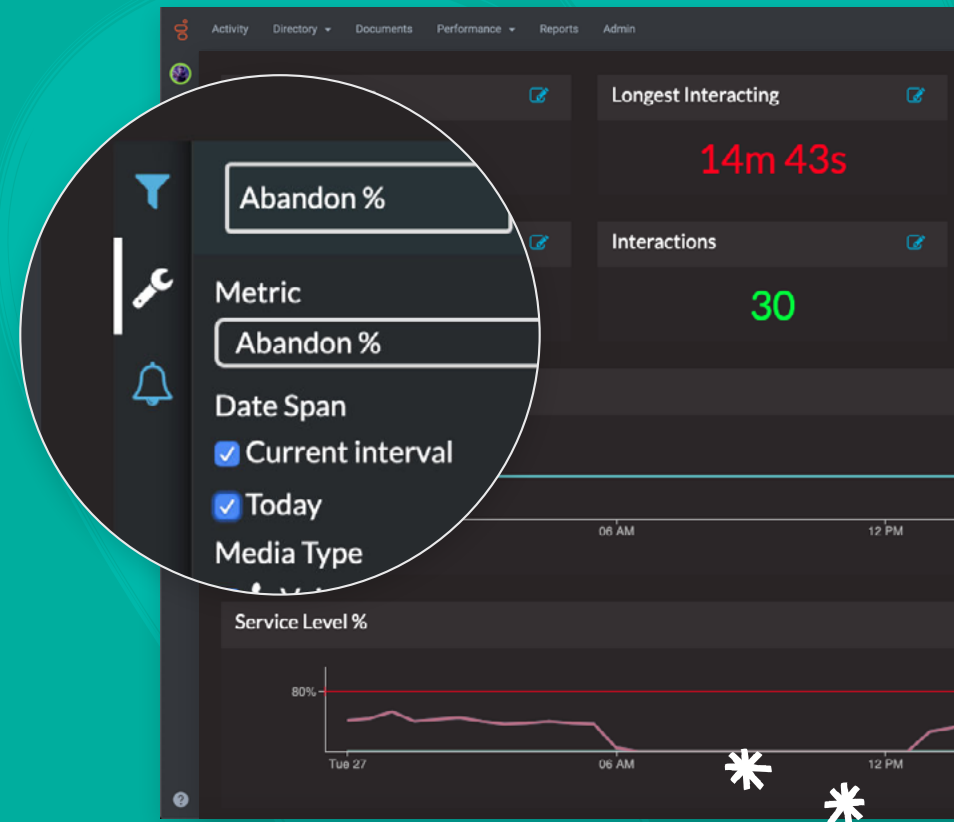 Activity Directory Documents Performance Reports Admin
Longest Interacting
14m 43s
Abandon %
Interactions
30
Metric
Abandon %
Date Span
Current interval
Today
Media Type
06 AM 12 PM
Service Level %
80%
Tue 27 06 AM 12 PM
?